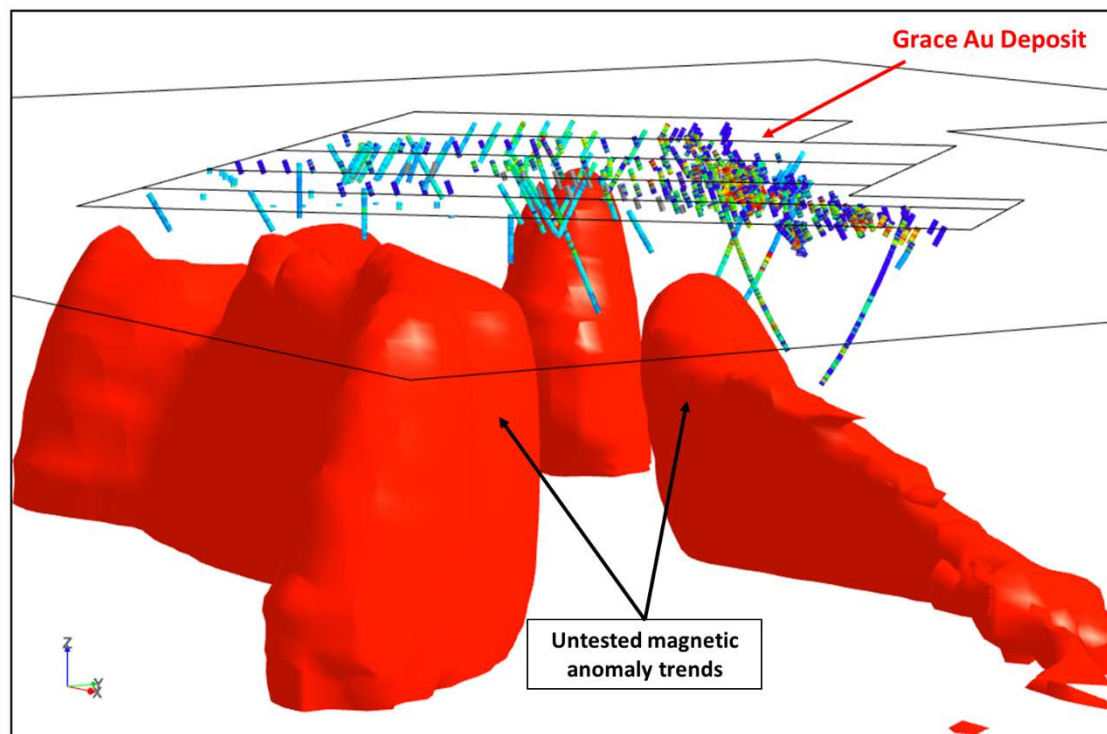 Grace Au Deposit
Untested magnetic
anomaly trends
Z
Y
X